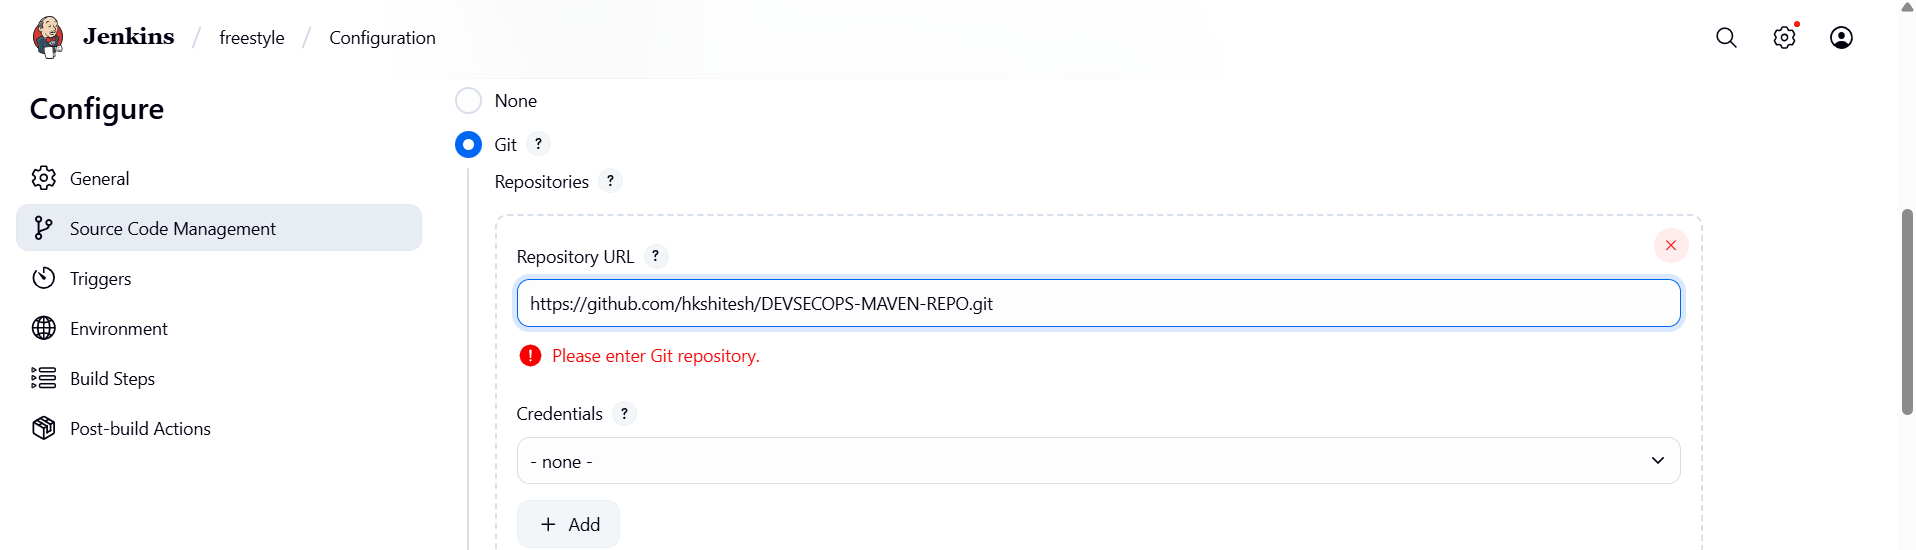 Jenkins / freestyle / Configuration
Configure
General
Source Code Management
Triggers
Environment
Build Steps
Post-build Actions
None
Git ?
Repositories ?
Repository URL ?
https://github.com/hkshitesh/DEVSECOPS-MAVEN-REPO.git
! Please enter Git repository.
Credentials ?
- none -
+ Add